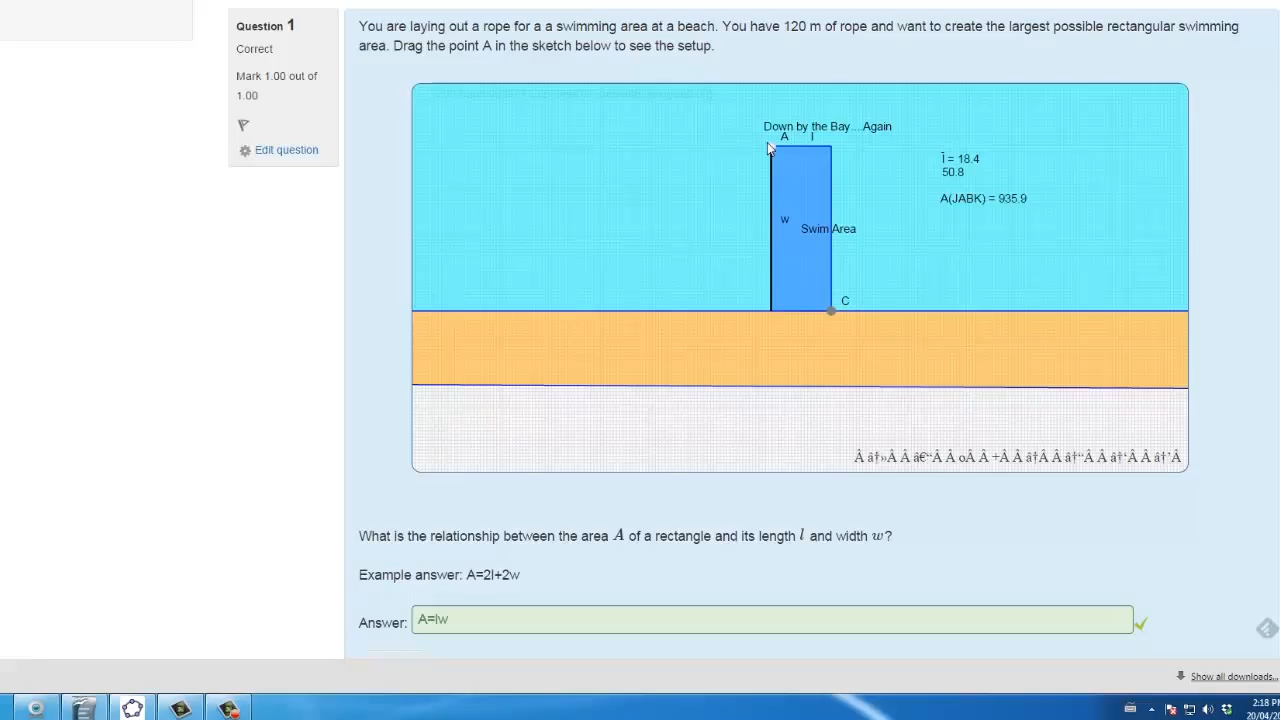 Question 1
Correct
Mark 1.00 out of
1.00
Edit question
You are laying out a rope for a a swimming area at a beach. You have 120 m of rope and want to create the largest possible rectangular swimming
area. Drag the point A in the sketch below to see the setup.
Down by the Bay....Again
A l
l = 18.4
50.8
A(JABK) = 935.9
w
Swim Area
C
What is the relationship between the area A of a rectangle and its length l and width w?
Example answer: A=2l+2w
Answer: A=lw
Show all downloads...
2:18 PM
20/04/20